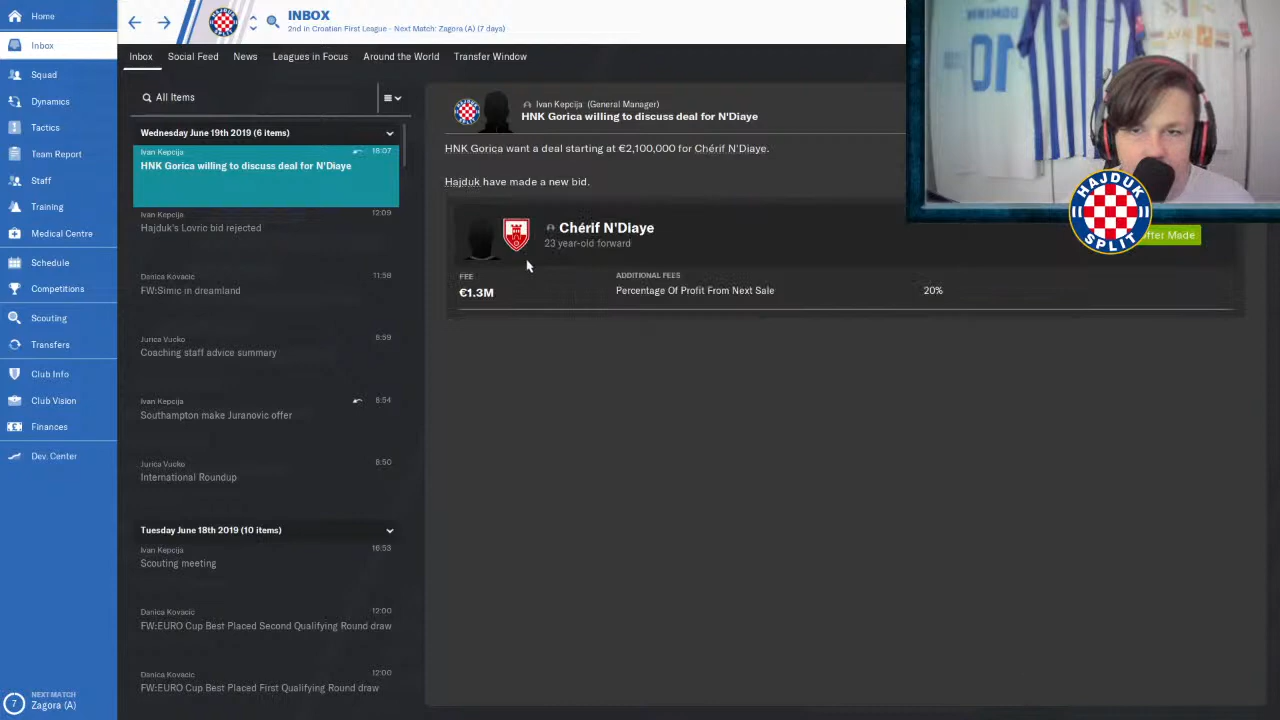 Home
Inbox
Squad
Dynamics
Tactics
Team Report
Staff
Training
Medical Centre
Schedule
Competitions
Scouting
Transfers
Club Info
Club Vision
Finances
Dev. Center
7
NEXT MATCH
Zagora (A)
INBOX
2nd in Croatian First League - Next Match: Zagora (A) (7 days)
Inbox Social Feed News Leagues in Focus Around the World Transfer Window
All Items
Wednesday June 19th 2019 (6 items)
Ivan Kepcija 18:07
HNK Gorica willing to discuss deal for N'Diaye
Ivan Kepcija 12:09
Hajduk's Lovric bid rejected
Danica Kovacic 11:58
FW:Simic in dreamland
Jurica Vucko 8:59
Coaching staff advice summary
Ivan Kepcija 8:54
Southampton make Juranovic offer
Jurica Vucko 8:50
International Roundup
Tuesday June 18th 2019 (10 items)
Ivan Kepcija 16:53
Scouting meeting
Danica Kovacic 12:00
FW:EURO Cup Best Placed Second Qualifying Round draw
Danica Kovacic 12:00
FW:EURO Cup Best Placed First Qualifying Round draw
Ivan Kepcija (General Manager)
HNK Gorica willing to discuss deal for N'Diaye
HNK Gorica want a deal starting at €2,100,000 for Chérif N'Diaye.
Hajduk have made a new bid.
Chérif N'Diaye
23 year-old forward
Made
FEE
€1.3M
ADDITIONAL FEES
Percentage Of Profit From Next Sale 20%
HAJDUK
SPLIT
10